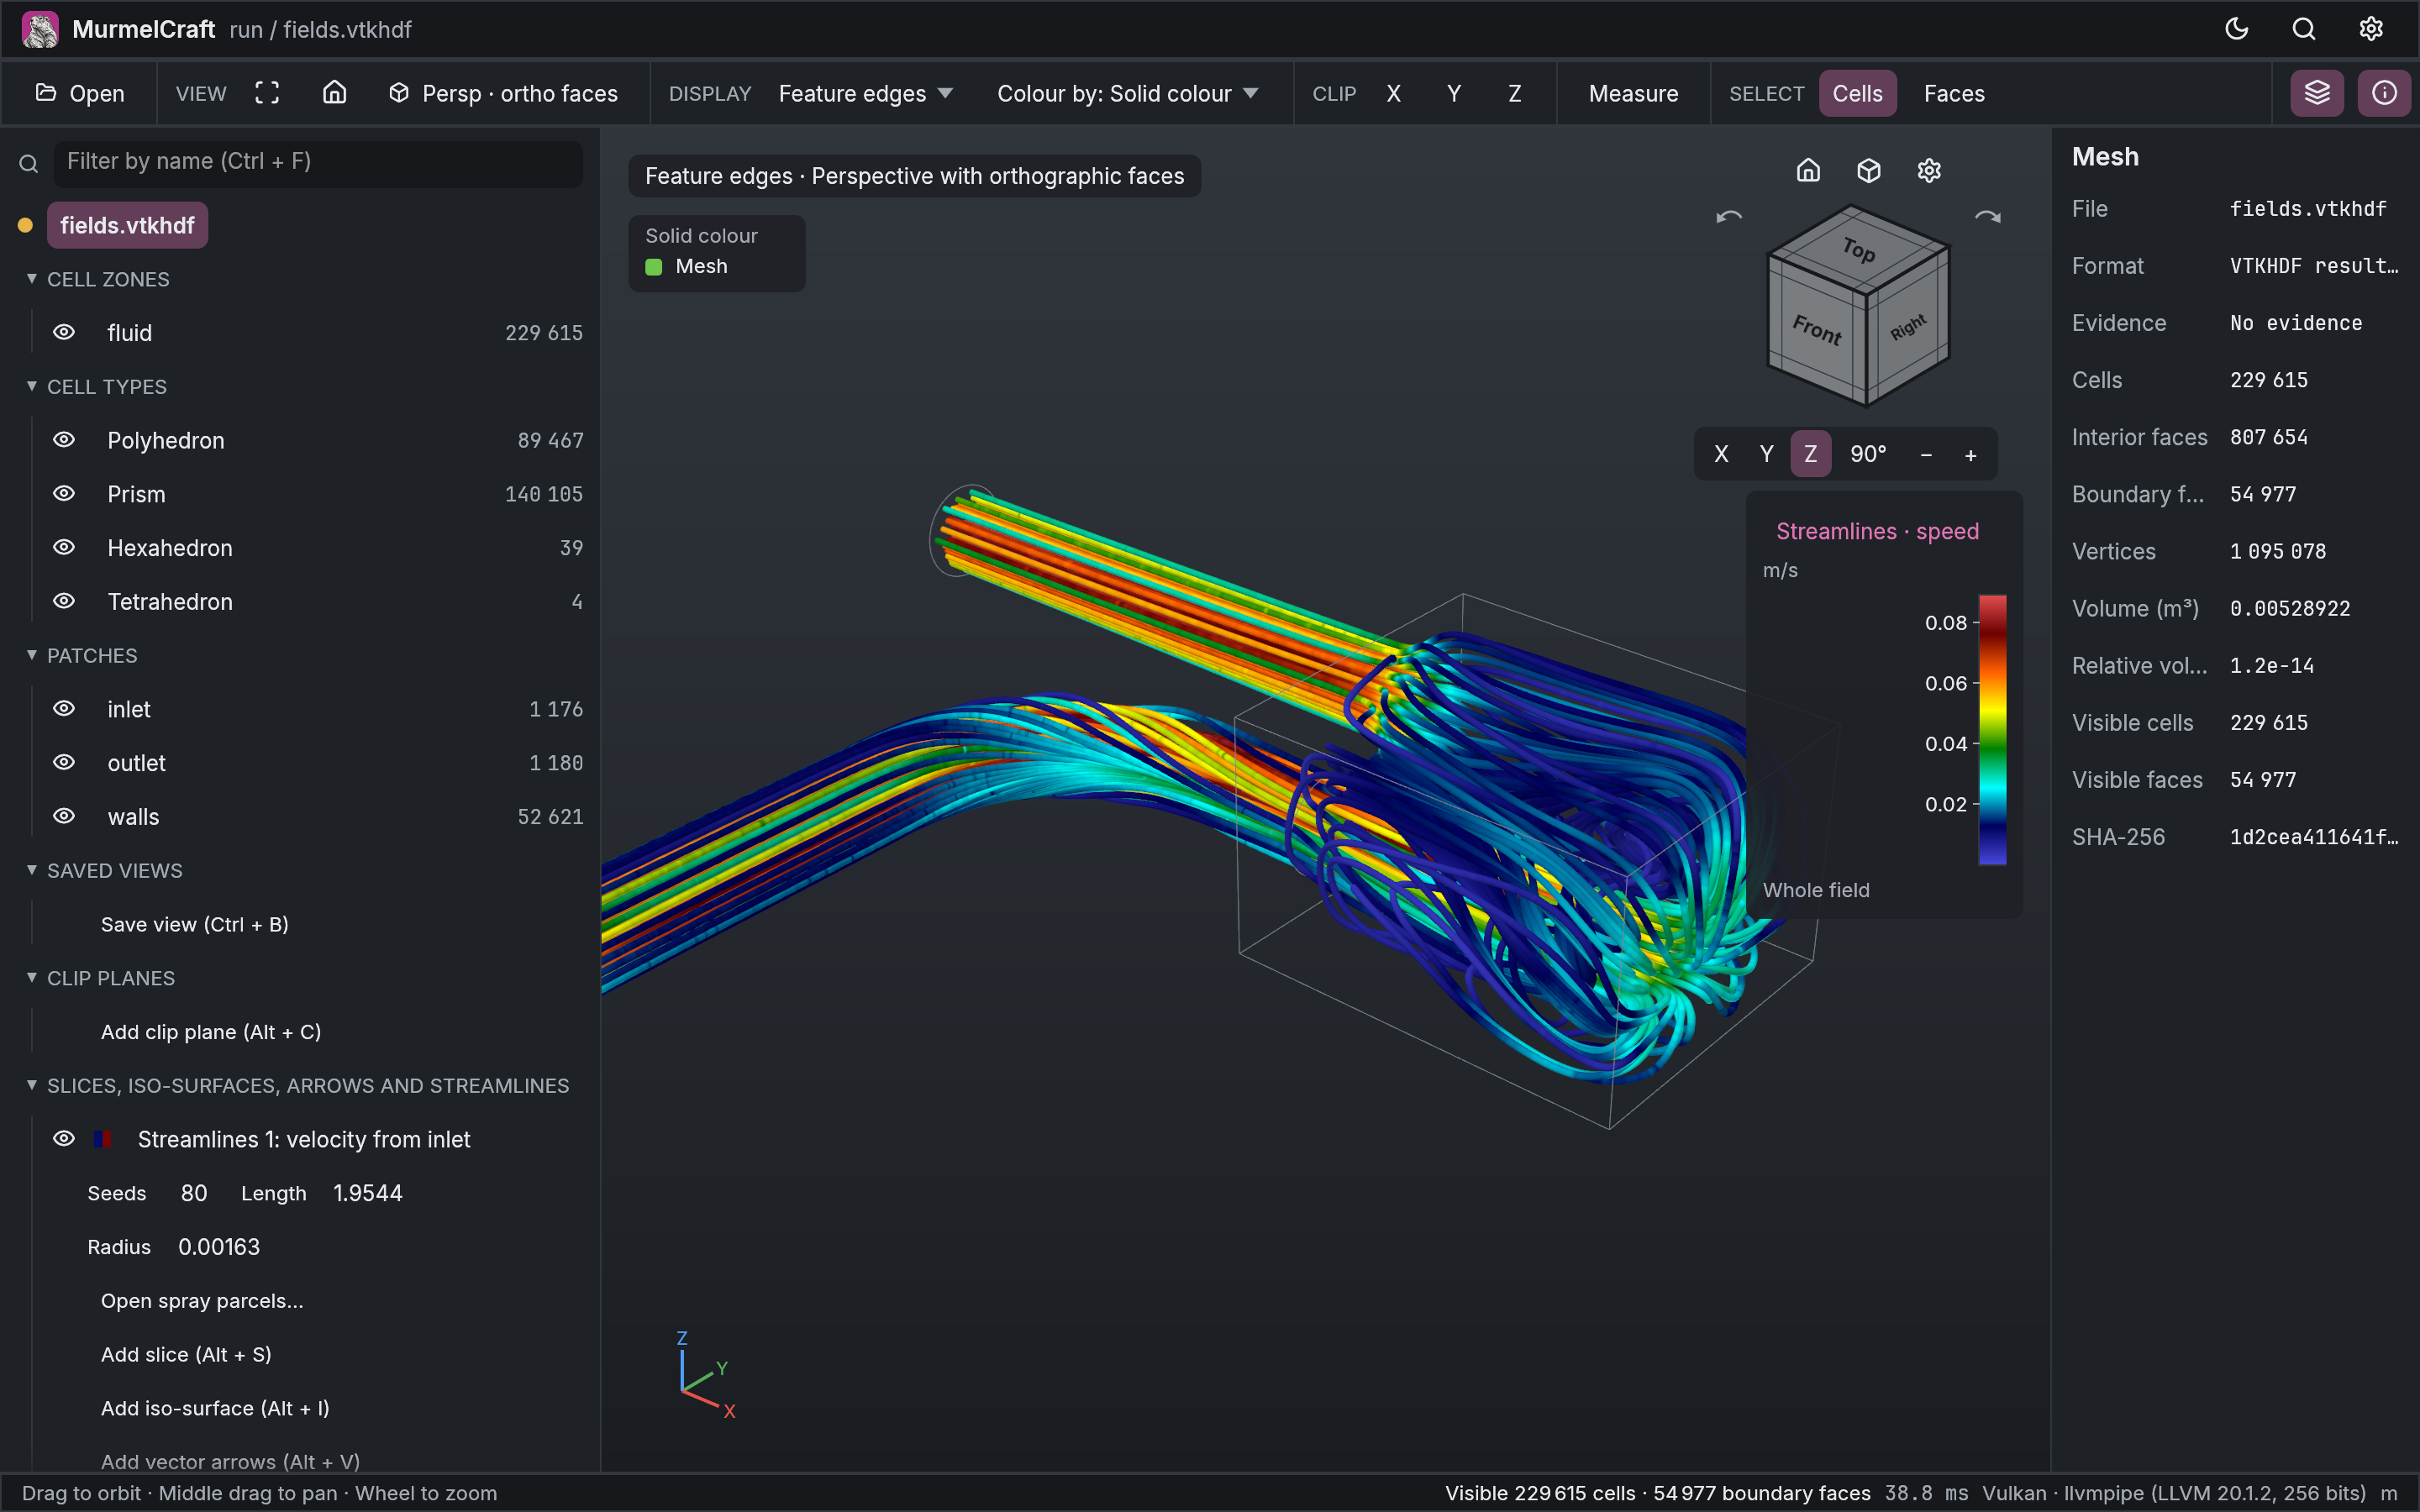 MurmelCraft run / fields.vtkhdf
Open VIEW Persp · ortho faces DISPLAY Feature edges Colour by: Solid colour CLIP X Y Z Measure SELECT Cells Faces
Filter by name (Ctrl + F)
fields.vtkhdf
CELL ZONES
fluid 229 615
CELL TYPES
Polyhedron 89 467
Prism 140 105
Hexahedron 39
Tetrahedron 4
PATCHES
inlet 1 176
outlet 1 180
walls 52 621
SAVED VIEWS
Save view (Ctrl + B)
CLIP PLANES
Add clip plane (Alt + C)
SLICES, ISO-SURFACES, ARROWS AND STREAMLINES
Streamlines 1: velocity from inlet
Seeds 80 Length 1.9544
Radius 0.00163
Open spray parcels...
Add slice (Alt + S)
Add iso-surface (Alt + I)
Add vector arrows (Alt + V)
Feature edges · Perspective with orthographic faces
Solid colour
Mesh
Top
Front
Right
X Y Z 90° − +
Streamlines · speed
m/s
0.08
0.06
0.04
0.02
Whole field
Z
Y
X
Mesh
File fields.vtkhdf
Format VTKHDF result…
Evidence No evidence
Cells 229 615
Interior faces 807 654
Boundary f… 54 977
Vertices 1 095 078
Volume (m³) 0.00528922
Relative vol… 1.2e-14
Visible cells 229 615
Visible faces 54 977
SHA-256 1d2cea411641f…
Drag to orbit · Middle drag to pan · Wheel to zoom
Visible 229 615 cells · 54 977 boundary faces 38.8 ms Vulkan · llvmpipe (LLVM 20.1.2, 256 bits) m